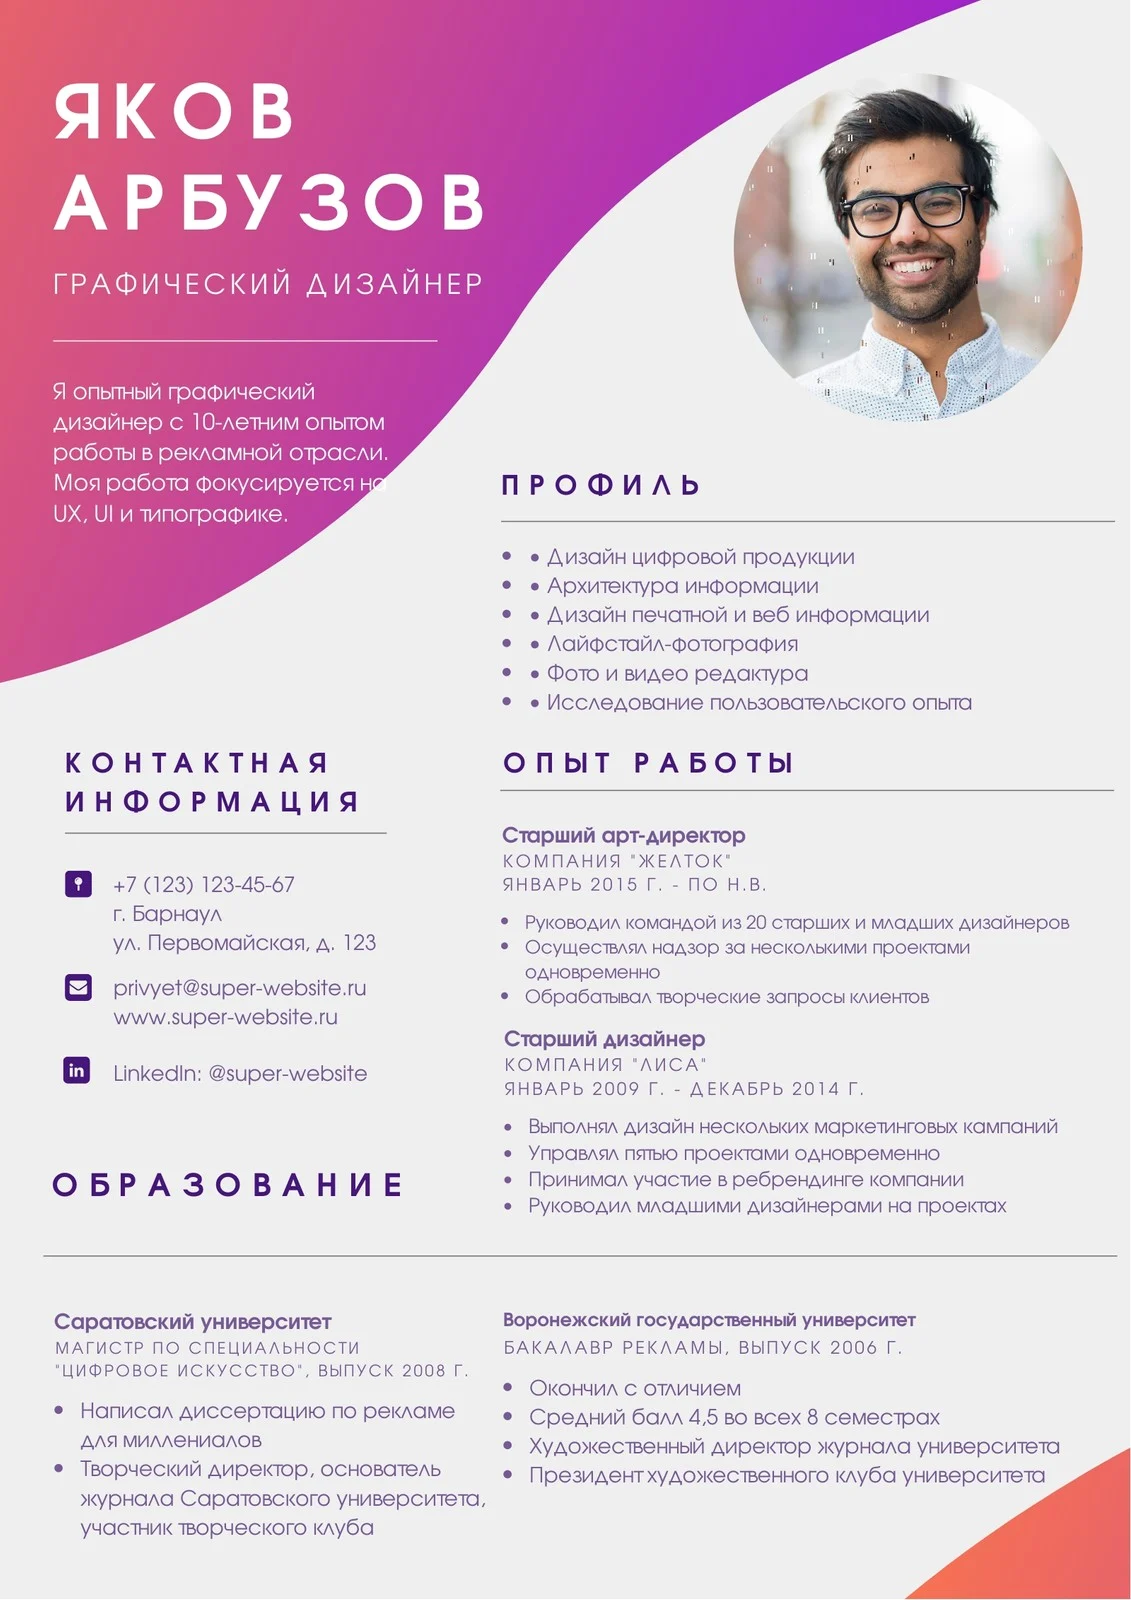 ЯКОВ
АРБУЗОВ
ГРАФИЧЕСКИЙ ДИЗАЙНЕР
Я опытный графический
дизайнер с 10-летним опытом
работы в рекламной отрасли.
Моя работа фокусируется на
UX, UI и типографике.
ПРОФИЛЬ
• • Дизайн цифровой продукции
• • Архитектура информации
• • Дизайн печатной и веб информации
• • Лайфстайл-фотография
• • Фото и видео редактура
• • Исследование пользовательского опыта
КОНТАКТНАЯ
ИНФОРМАЦИЯ
+7 (123) 123-45-67
г. Барнаул
ул. Первомайская, д. 123
privyet@super-website.ru
www.super-website.ru
in
LinkedIn: @super-website
ОПЫТ РАБОТЫ
Старший арт-директор
КОМПАНИЯ "ЖЕЛТОК"
ЯНВАРЬ 2015 Г. - ПО Н.В.
• Руководил командой из 20 старших и младших дизайнеров
• Осуществлял надзор за несколькими проектами
одновременно
• Обрабатывал творческие запросы клиентов
Старший дизайнер
КОМПАНИЯ "ЛИСА"
ЯНВАРЬ 2009 Г. - ДЕКАБРЬ 2014 Г.
• Выполнял дизайн нескольких маркетинговых кампаний
• Управлял пятью проектами одновременно
• Принимал участие в ребрендинге компании
• Руководил младшими дизайнерами на проектах
ОБРАЗОВАНИЕ
Саратовский университет
МАГИСТР ПО СПЕЦИАЛЬНОСТИ
"ЦИФРОВОЕ ИСКУССТВО", ВЫПУСК 2008 Г.
• Написал диссертацию по рекламе
для миллениалов
• Творческий директор, основатель
журнала Саратовского университета,
участник творческого клуба
Воронежский государственный университет
БАКАЛАВР РЕКЛАМЫ, ВЫПУСК 2006 Г.
• Окончил с отличием
• Средний балл 4,5 во всех 8 семестрах
• Художественный директор журнала университета
• Президент художественного клуба университета